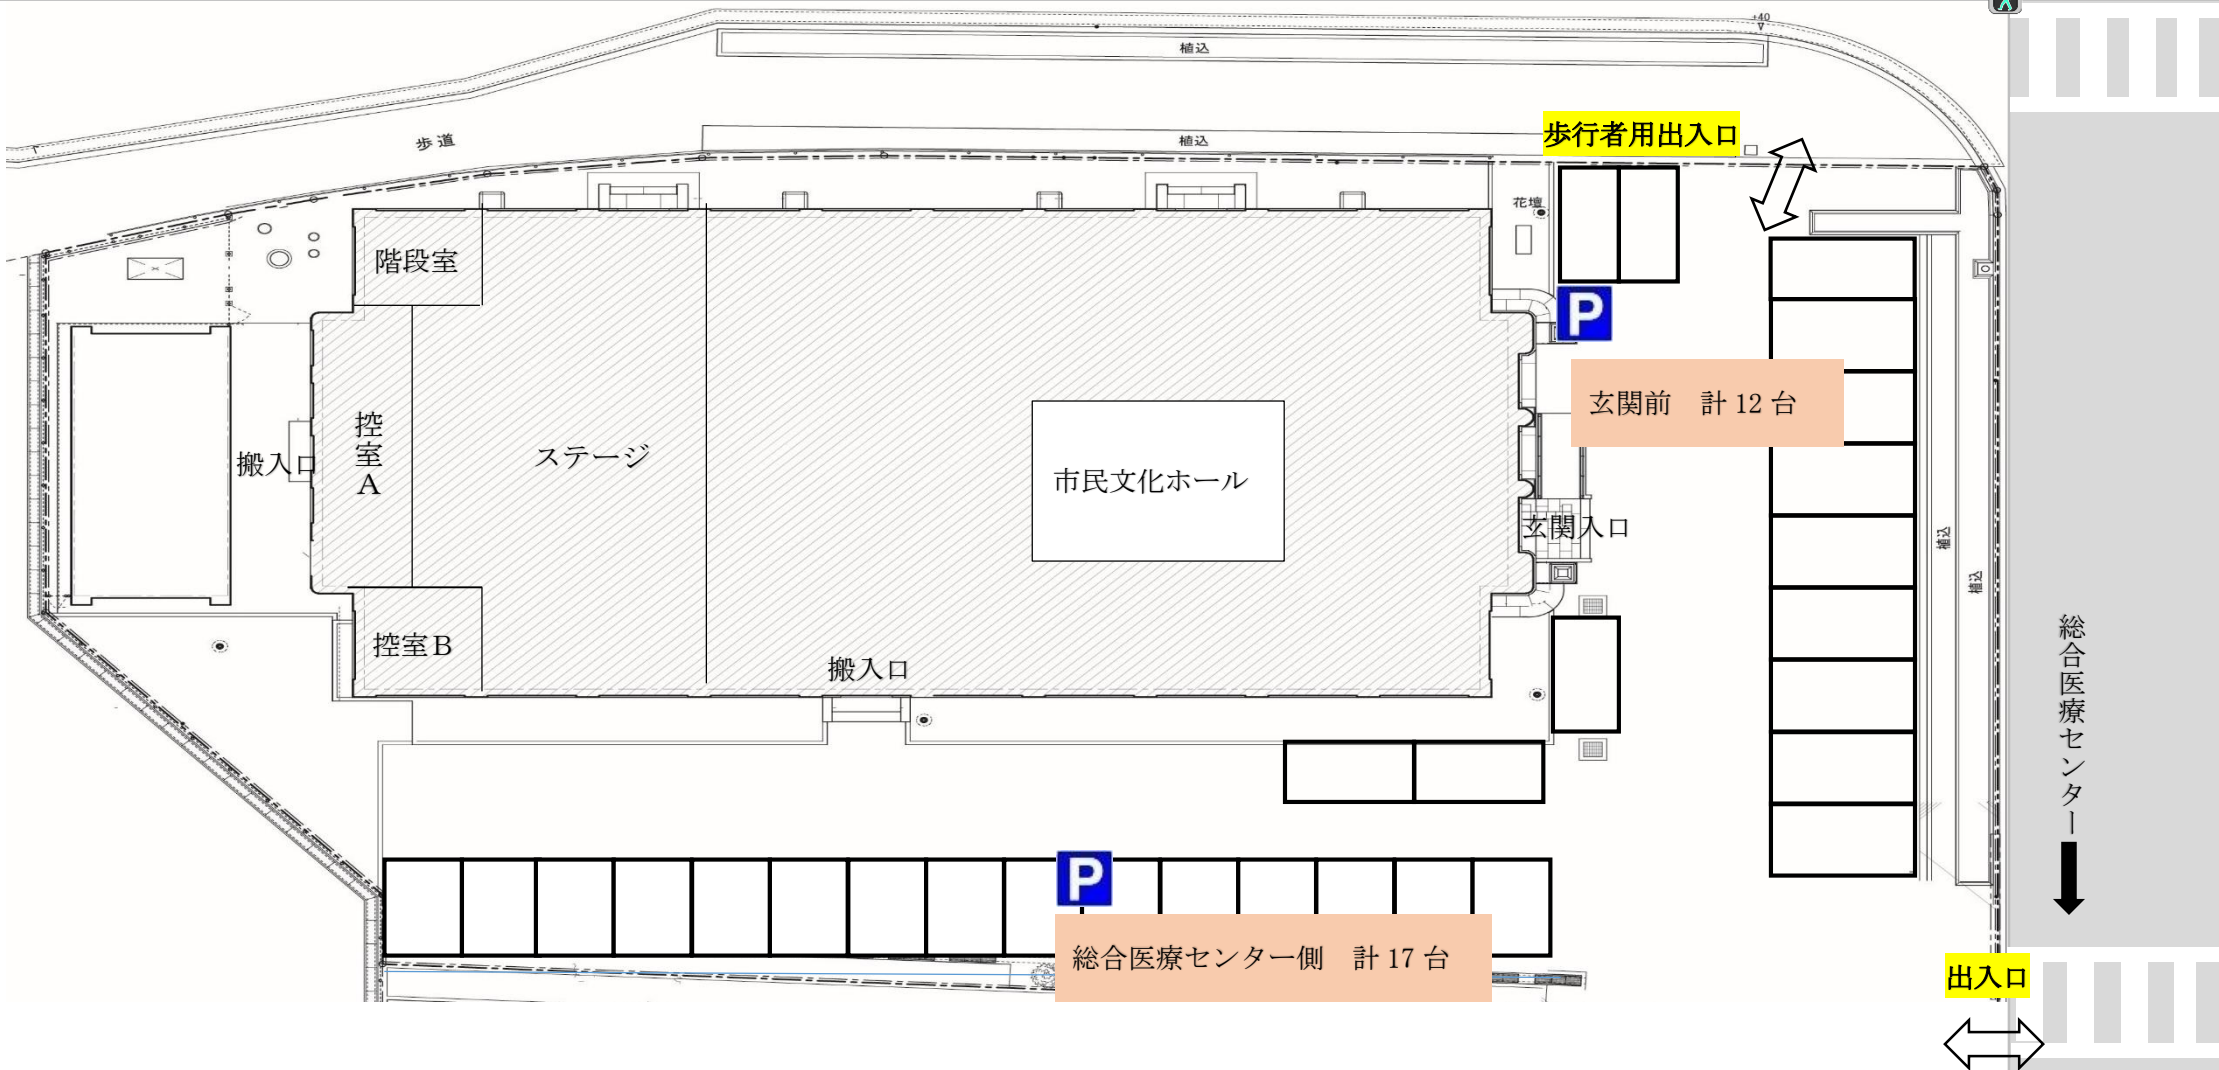 +40
植込
歩道
植込
歩行者用出入口
花壇
階段室
P
玄関前　計 12 台
控室A
搬入口
ステージ
市民文化ホール
玄関入口
植込
植込
控室B
搬入口
総合医療センター
P
総合医療センター側　計 17 台
出入口